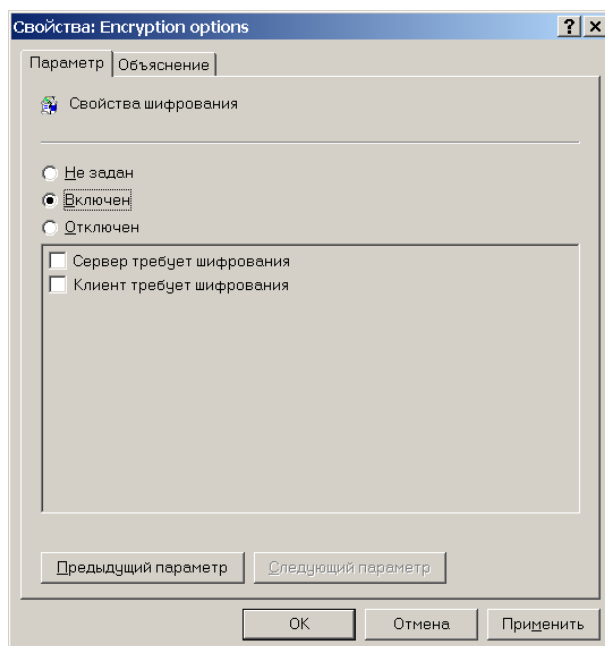 Свойства: Encryption options
Параметр Объяснение
Свойства шифрования
Не задан
Включен
Отключен
Сервер требует шифрования
Клиент требует шифрования
Предыдущий параметр Следующий параметр
OK Отмена Применить